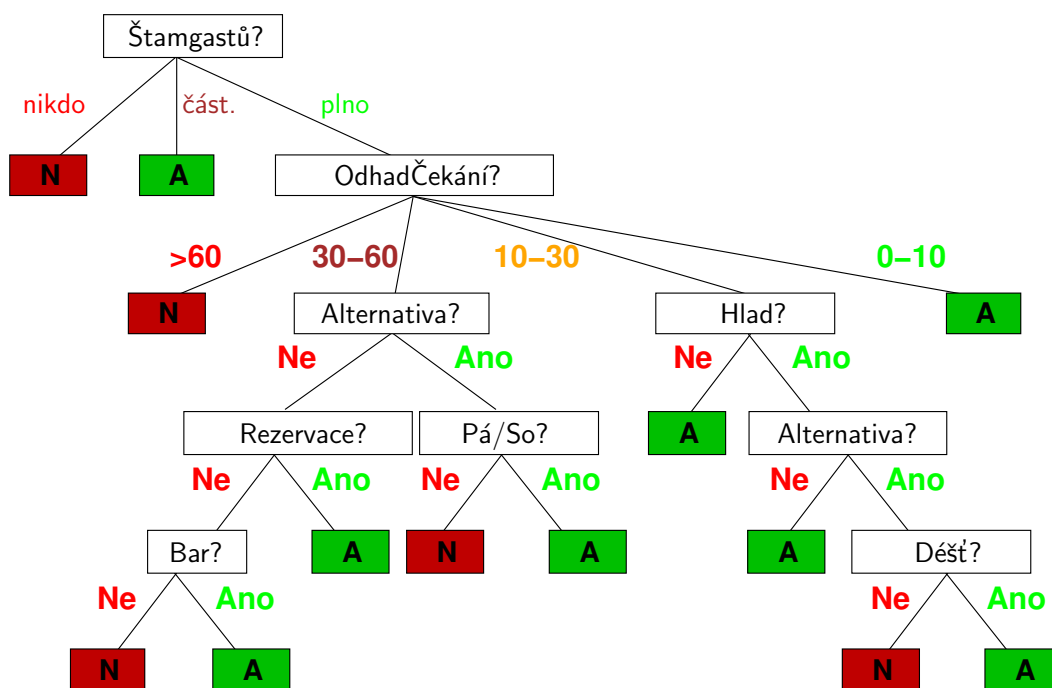 Štamgastů?
nikdo část. plno
N A OdhadČekání?
>60 30–60 10–30 0–10
N Alternativa? Hlad? A
Ne Ano Ne Ano
Rezervace? Pá/So? A Alternativa?
Ne Ano Ne Ano Ne Ano
Bar? A N A A Déšť?
Ne Ano Ne Ano
N A N A